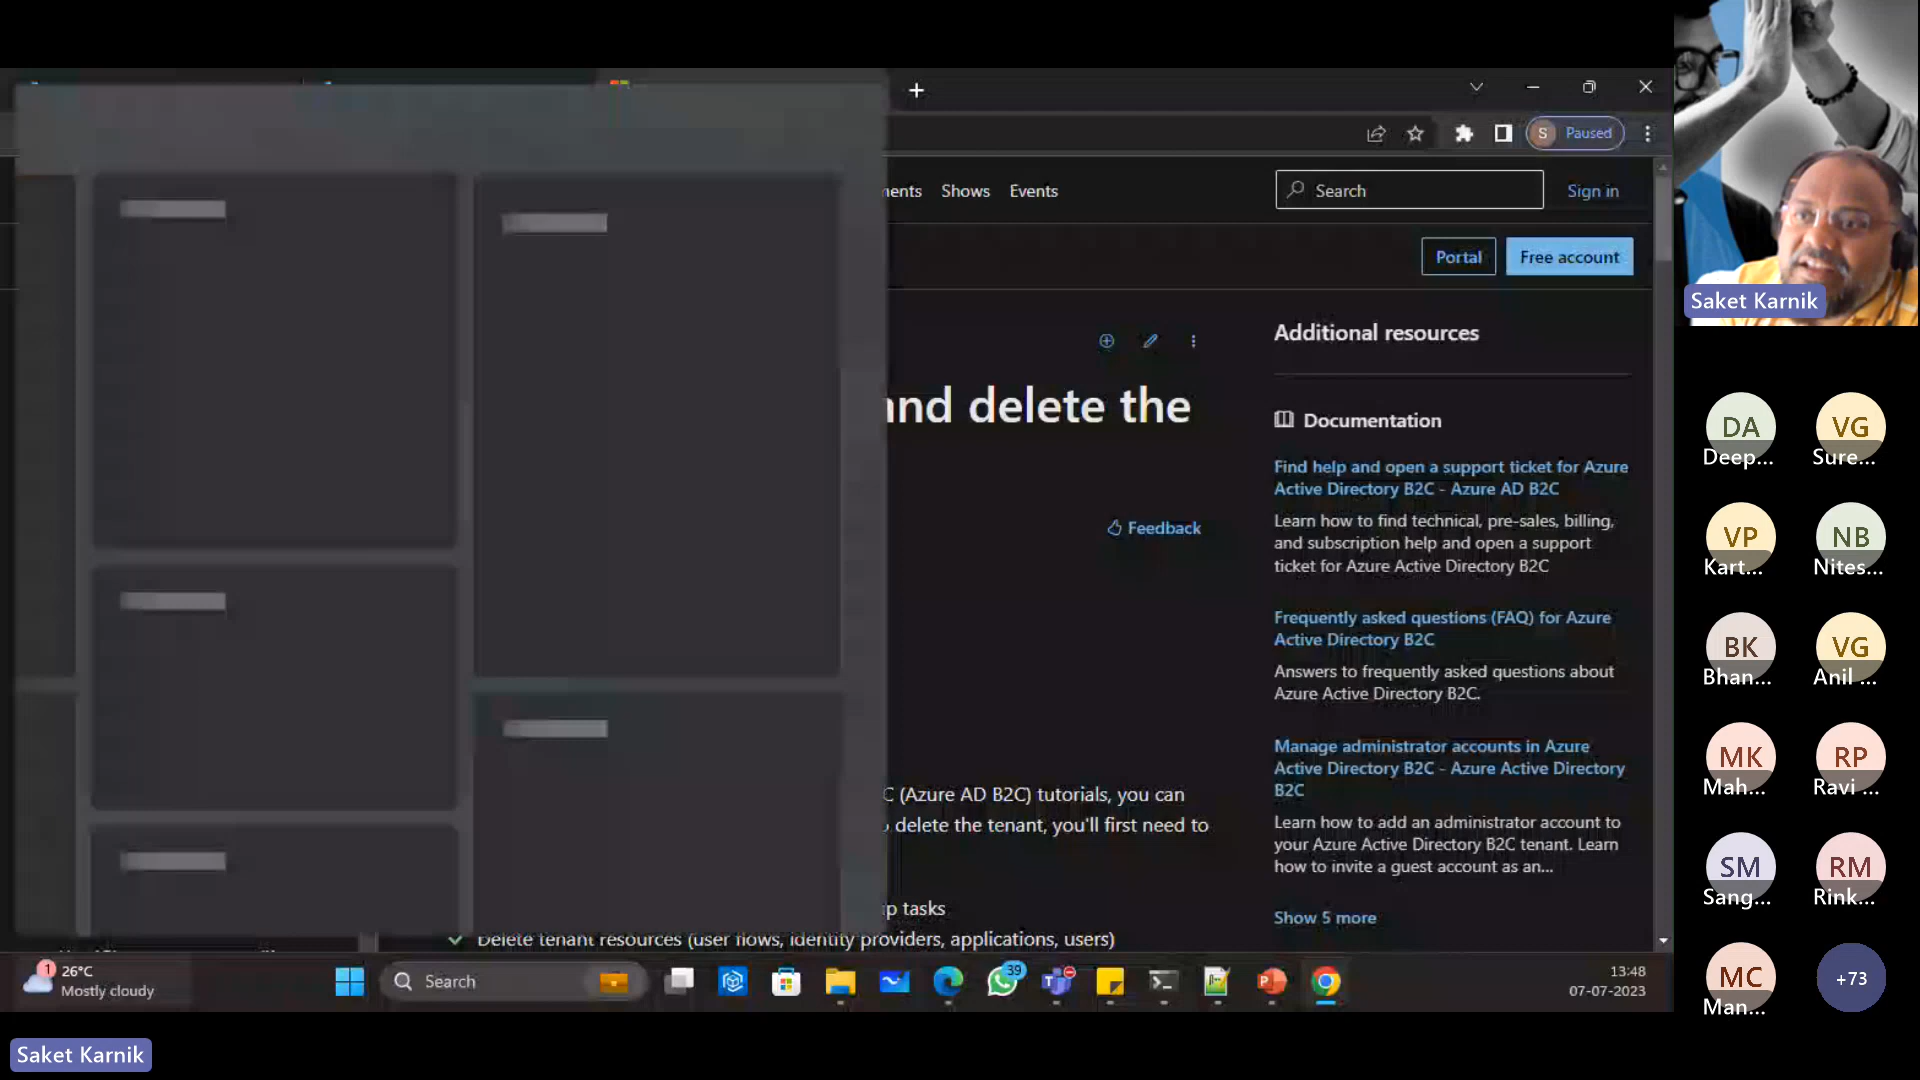 S Paused
Shows Events
Search
Sign in
Portal
Free account
and delete the
Feedback
C (Azure AD B2C) tutorials, you can
delete the tenant, you'll first need to
p tasks
Delete tenant resources (user flows, identity providers, applications, users)
Additional resources
Documentation
Find help and open a support ticket for Azure
Active Directory B2C - Azure AD B2C
Learn how to find technical, pre-sales, billing,
and subscription help and open a support
ticket for Azure Active Directory B2C
Frequently asked questions (FAQ) for Azure
Active Directory B2C
Answers to frequently asked questions about
Azure Active Directory B2C.
Manage administrator accounts in Azure
Active Directory B2C - Azure Active Directory
B2C
Learn how to add an administrator account to
your Azure Active Directory B2C tenant. Learn
how to invite a guest account as an...
Show 5 more
1
26°C
Mostly cloudy
Search
39
13:48
07-07-2023
Saket Karnik
DA VG
Deep... Sure...
VP NB
Kart... Nites...
BK VG
Bhan... Anil ...
MK RP
Mah... Ravi ...
SM RM
Sang... Rink...
MC +73
Man...
Saket Karnik